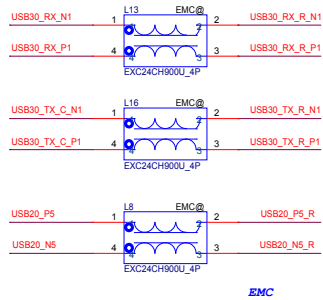 L13 EMC@
USB30_RX_N1 1 2 USB30_RX_R_N1
USB30_RX_P1 4 3 USB30_RX_R_P1
EXC24CH900U_4P
L16 EMC@
USB30_TX_C_N1 1 2 USB30_TX_R_N1
USB30_TX_C_P1 4 3 USB30_TX_R_P1
EXC24CH900U_4P
L8 EMC@
USB20_P5 1 2 USB20_P5_R
USB20_N5 4 3 USB20_N5_R
EXC24CH900U_4P
EMC